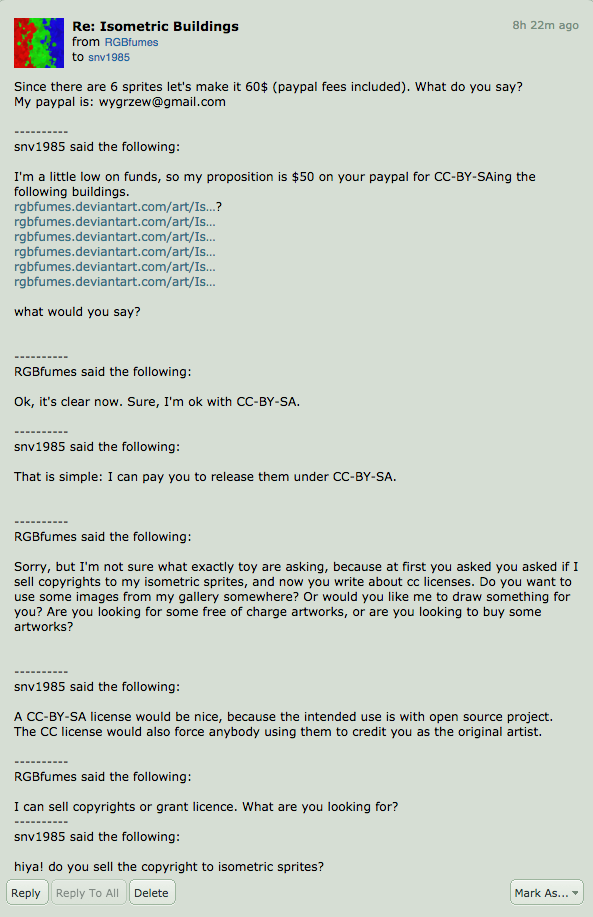 Re: Isometric Buildings
8h 22m ago
from RGBfumes
to snv1985
Since there are 6 sprites let's make it 60$ (paypal fees included). What do you say?
My paypal is: wygrzew@gmail.com
----------
snv1985 said the following:
I'm a little low on funds, so my proposition is $50 on your paypal for CC-BY-SAing the
following buildings.
rgbfumes.deviantart.com/art/Is...?
rgbfumes.deviantart.com/art/Is...
rgbfumes.deviantart.com/art/Is...
rgbfumes.deviantart.com/art/Is...
rgbfumes.deviantart.com/art/Is...
rgbfumes.deviantart.com/art/Is...
what would you say?
----------
RGBfumes said the following:
Ok, it's clear now. Sure, I'm ok with CC-BY-SA.
----------
snv1985 said the following:
That is simple: I can pay you to release them under CC-BY-SA.
----------
RGBfumes said the following:
Sorry, but I'm not sure what exactly toy are asking, because at first you asked you asked if I
sell copyrights to my isometric sprites, and now you write about cc licenses. Do you want to
use some images from my gallery somewhere? Or would you like me to draw something for
you? Are you looking for some free of charge artworks, or are you looking to buy some
artworks?
----------
snv1985 said the following:
A CC-BY-SA license would be nice, because the intended use is with open source project.
The CC license would also force anybody using them to credit you as the original artist.
----------
RGBfumes said the following:
I can sell copyrights or grant licence. What are you looking for?
----------
snv1985 said the following:
hiya! do you sell the copyright to isometric sprites?
Reply Reply To All Delete Mark As...